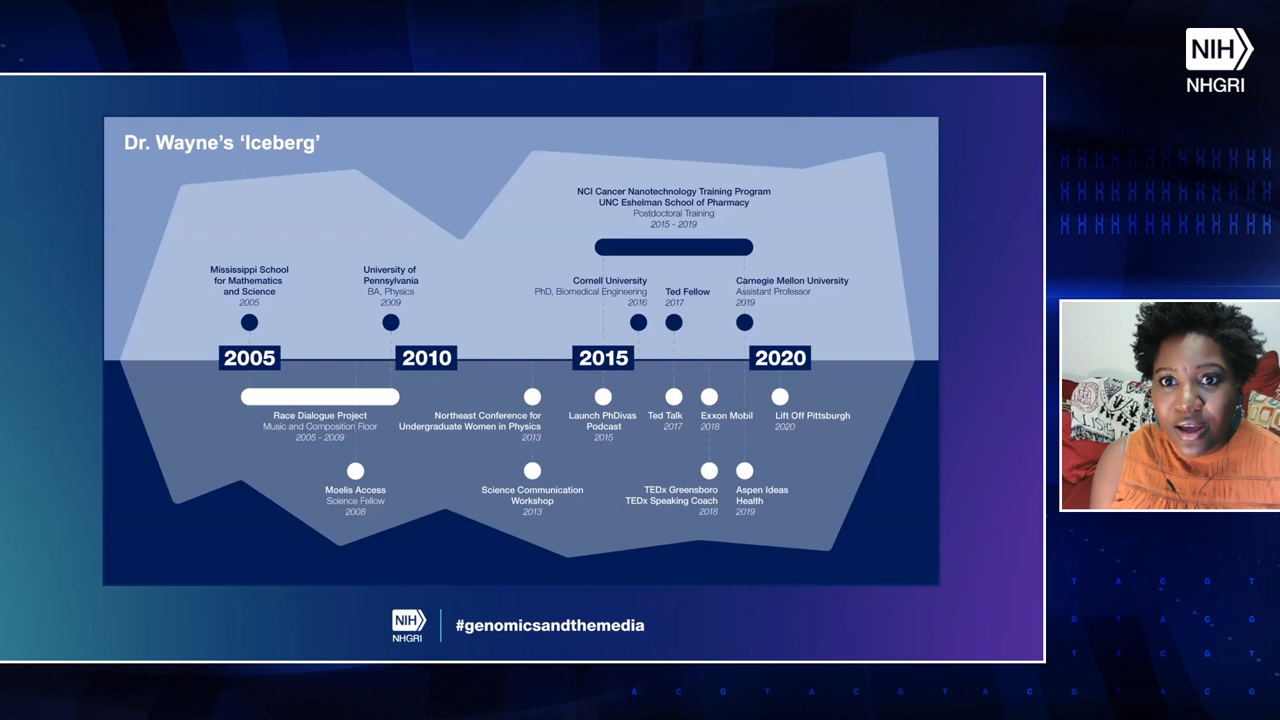 NIH
NHGRI
Dr. Wayne's 'Iceberg'
NCI Cancer Nanotechnology Training Program
UNC Eshelman School of Pharmacy
Postdoctoral Training
2015 - 2019
Mississippi School
for Mathematics
and Science
2005
University of
Pennsylvania
BA, Physics
2009
Cornell University
PhD, Biomedical Engineering
2016
Ted Fellow
2017
Carnegie Mellon University
Assistant Professor
2019
2005
2010
2015
2020
Race Dialogue Project
Music and Composition Floor
2005 - 2009
Northeast Conference for
Undergraduate Women in Physics
2013
Launch PhDivas
Podcast
2015
Ted Talk
2017
Exxon Mobil
2018
Lift Off Pittsburgh
2020
Moelis Access
Science Fellow
2008
Science Communication
Workshop
2013
TEDx Greensboro
TEDx Speaking Coach
2018
Aspen Ideas
Health
2019
NIH
NHGRI
#genomicsandthemedia
T A C G T
G T A C G
T A C G T
A C G T A C G T A C G T A C G